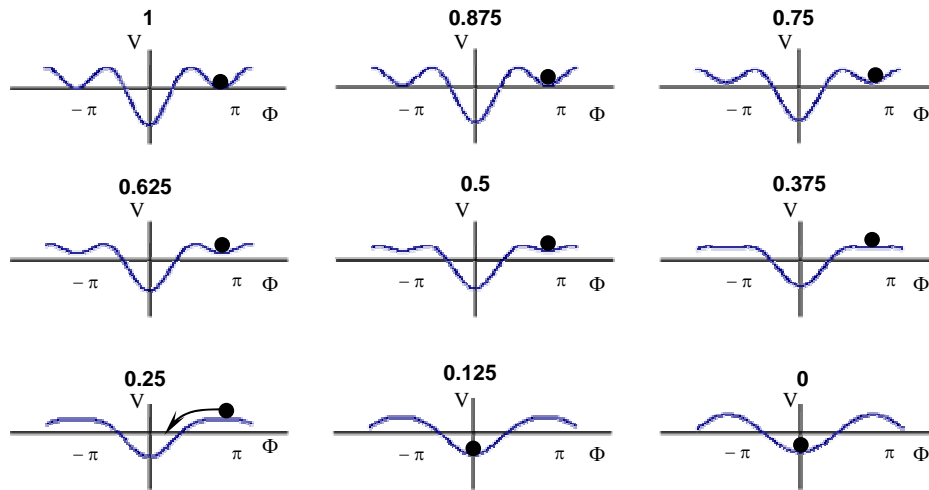 1 0.875 0.75
V V V
– π π Φ – π π Φ – π π Φ
0.625 0.5 0.375
V V V
– π π Φ – π π Φ – π π Φ
0.25 0.125 0
V V V
– π π Φ – π π Φ – π π Φ